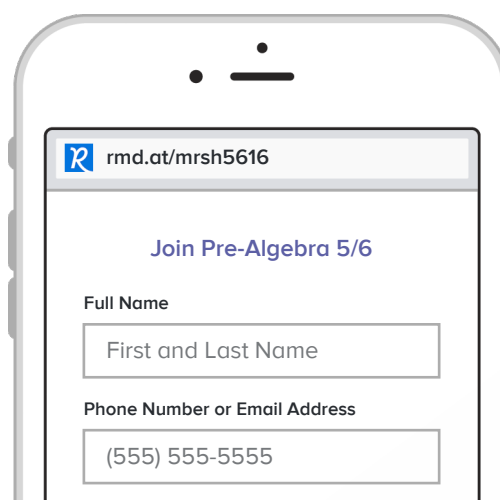 R rmd.at/mrsh5616
Join Pre-Algebra 5/6
Full Name
First and Last Name
Phone Number or Email Address
(555) 555-5555